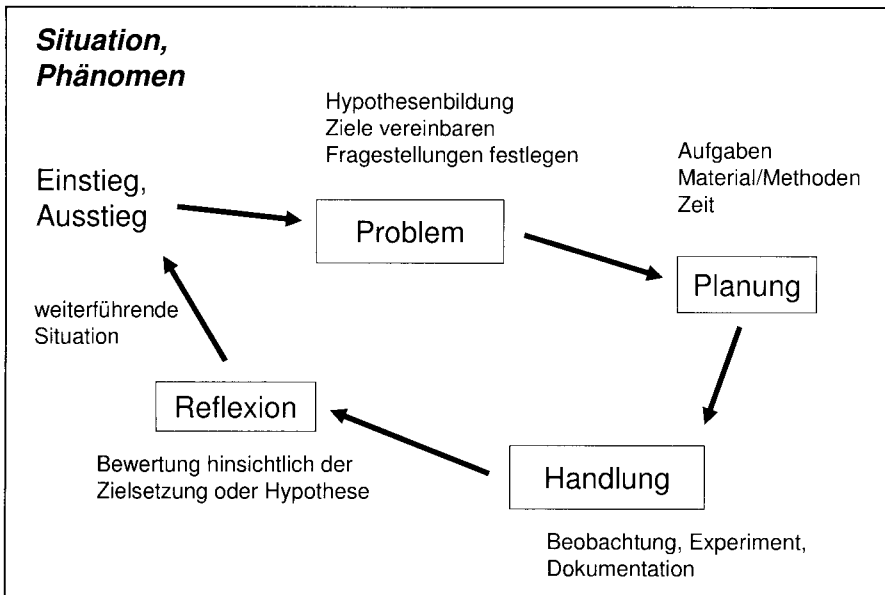 Situation,
Phänomen
Hypothesenbildung
Ziele vereinbaren
Fragestellungen festlegen
Aufgaben
Material/Methoden
Zeit
Einstieg,
Ausstieg
Problem
Planung
weiterführende
Situation
Reflexion
Handlung
Bewertung hinsichtlich der
Zielsetzung oder Hypothese
Beobachtung, Experiment,
Dokumentation